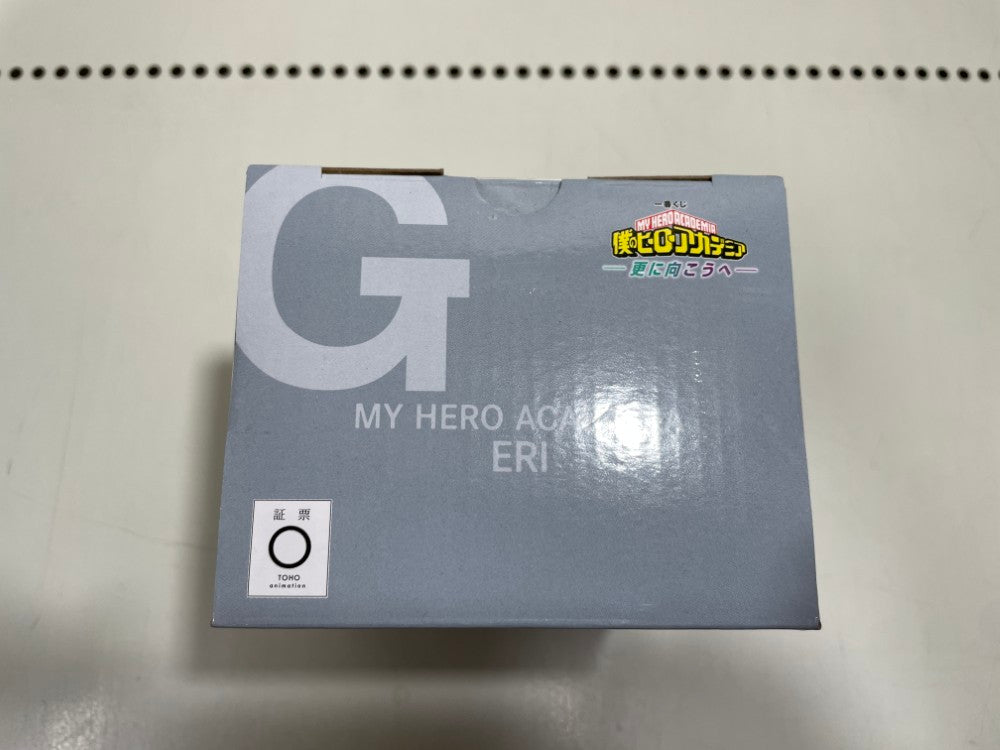 G
一番くじ
MY HERO ACADEMIA
僕のヒーローアカデミア
更に向こうへ
MY HERO ACADEMIA
ERI
証 票
TOHO
animation